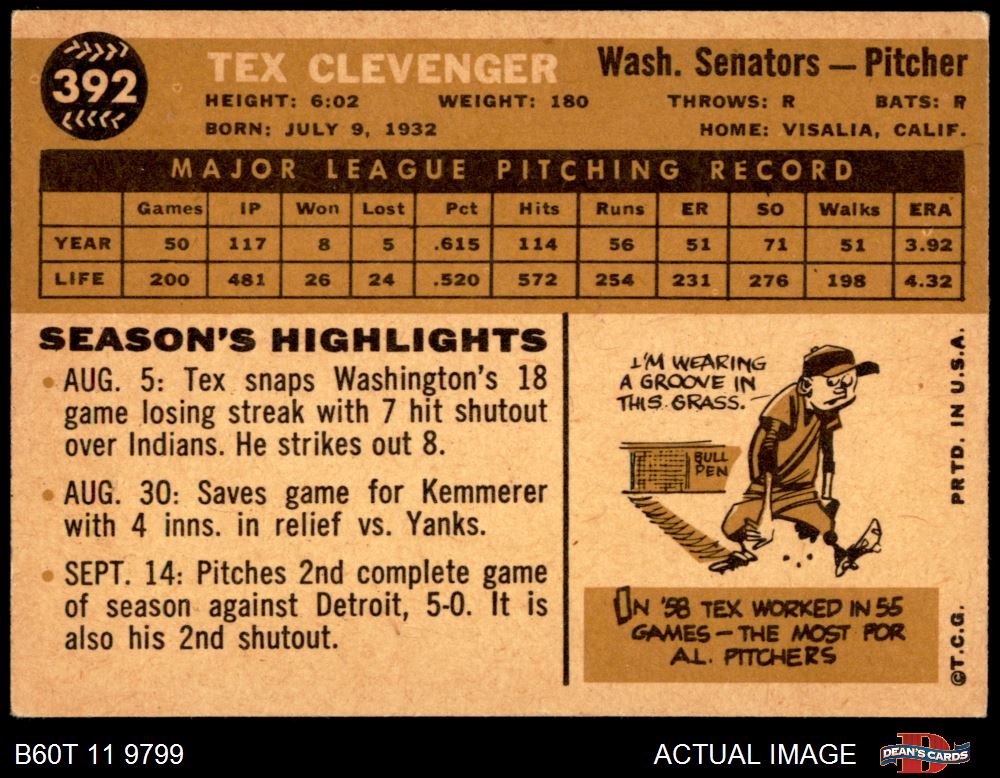 392
TEX CLEVENGER
Wash. Senators — Pitcher
HEIGHT: 6:02 WEIGHT: 180 THROWS: R BATS: R
BORN: JULY 9, 1932 HOME: VISALIA, CALIF.
MAJOR LEAGUE PITCHING RECORD
Games IP Won Lost Pct Hits Runs ER SO Walks ERA
YEAR 50 117 8 5 .615 114 56 51 71 51 3.92
LIFE 200 481 26 24 .520 572 254 231 276 198 4.32
SEASON'S HIGHLIGHTS
• AUG. 5: Tex snaps Washington's 18
game losing streak with 7 hit shutout
over Indians. He strikes out 8.
• AUG. 30: Saves game for Kemmerer
with 4 inns. in relief vs. Yanks.
• SEPT. 14: Pitches 2nd complete game
of season against Detroit, 5-0. It is
also his 2nd shutout.
I'M WEARING
A GROOVE IN
THIS GRASS.
BULL
PEN
IN '58 TEX WORKED IN 55
GAMES — THE MOST FOR
A.L. PITCHERS
PRTD. IN U.S.A.
©T.C.G.
B60T 11 9799
ACTUAL IMAGE
D
DEAN'S CARDS